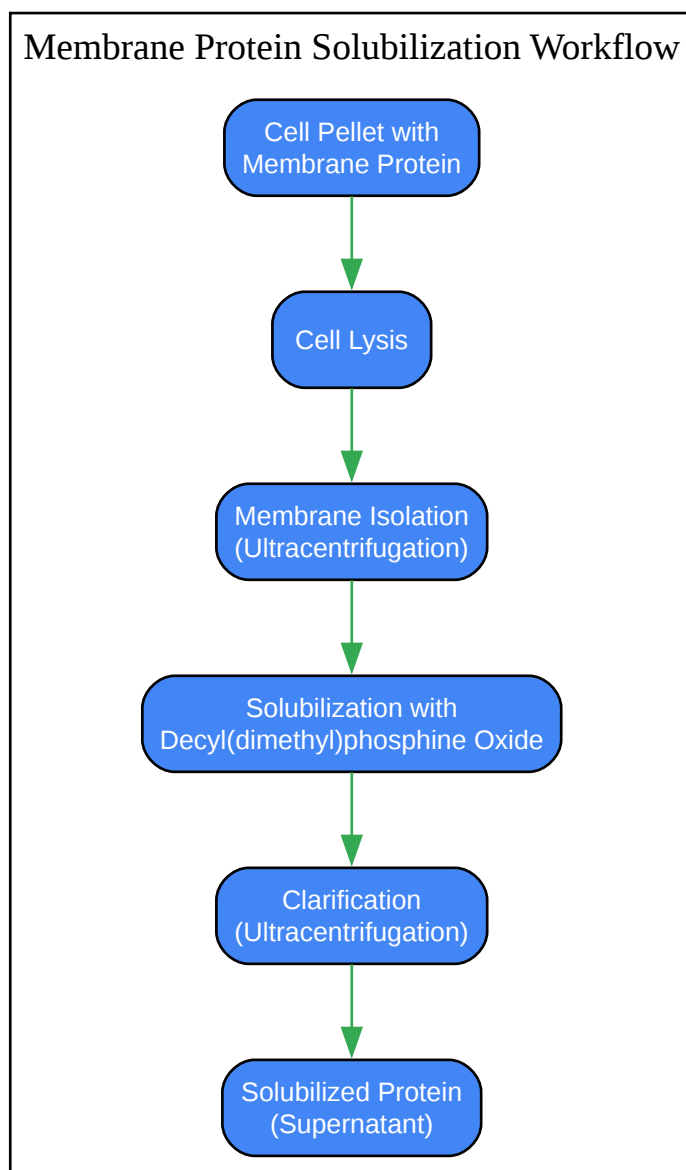 Membrane Protein Solubilization Workflow
Cell Pellet with
Membrane Protein
Cell Lysis
Membrane Isolation
(Ultracentrifugation)
Solubilization with
Decyl(dimethyl)phosphine Oxide
Clarification
(Ultracentrifugation)
Solubilized Protein
(Supernatant)